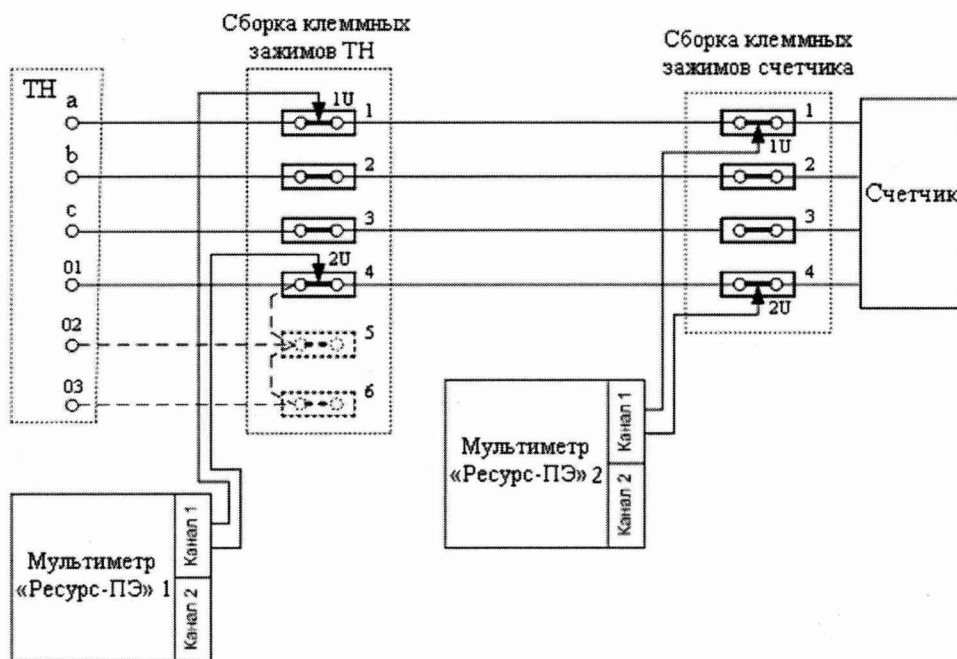 Сборка клеммных
зажимов ТН
Сборка клеммных
зажимов счетчика
ТН
a
b
c
01
02
03
1U
1
2
3
2U
4
5
6
1
1U
2
3
4
2U
Счетчик
Мультиметр
«Ресурс-ПЭ» 2
Канал 1
Канал 2
Мультиметр
«Ресурс-ПЭ» 1
Канал 1
Канал 2